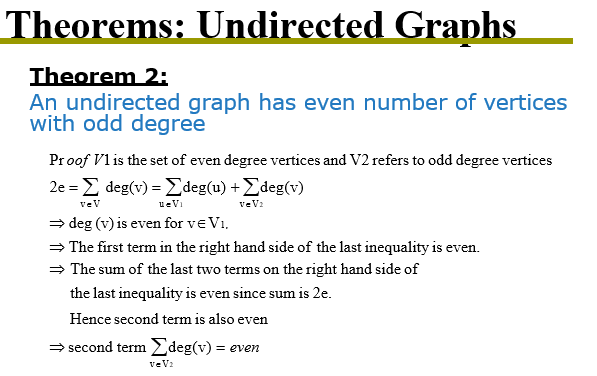 Theorems: Undirected Graphs
Theorem 2:
An undirected graph has even number of vertices
with odd degree
Proof V1 is the set of even degree vertices and V2 refers to odd degree vertices
2e = ∑ deg(v) = ∑deg(u) + ∑deg(v)
v∈V u∈V₁ v∈V₂
⇒ deg (v) is even for v∈V₁,
⇒ The first term in the right hand side of the last inequality is even.
⇒ The sum of the last two terms on the right hand side of
the last inequality is even since sum is 2e.
Hence second term is also even
⇒ second term ∑deg(v) = even
v∈V₂